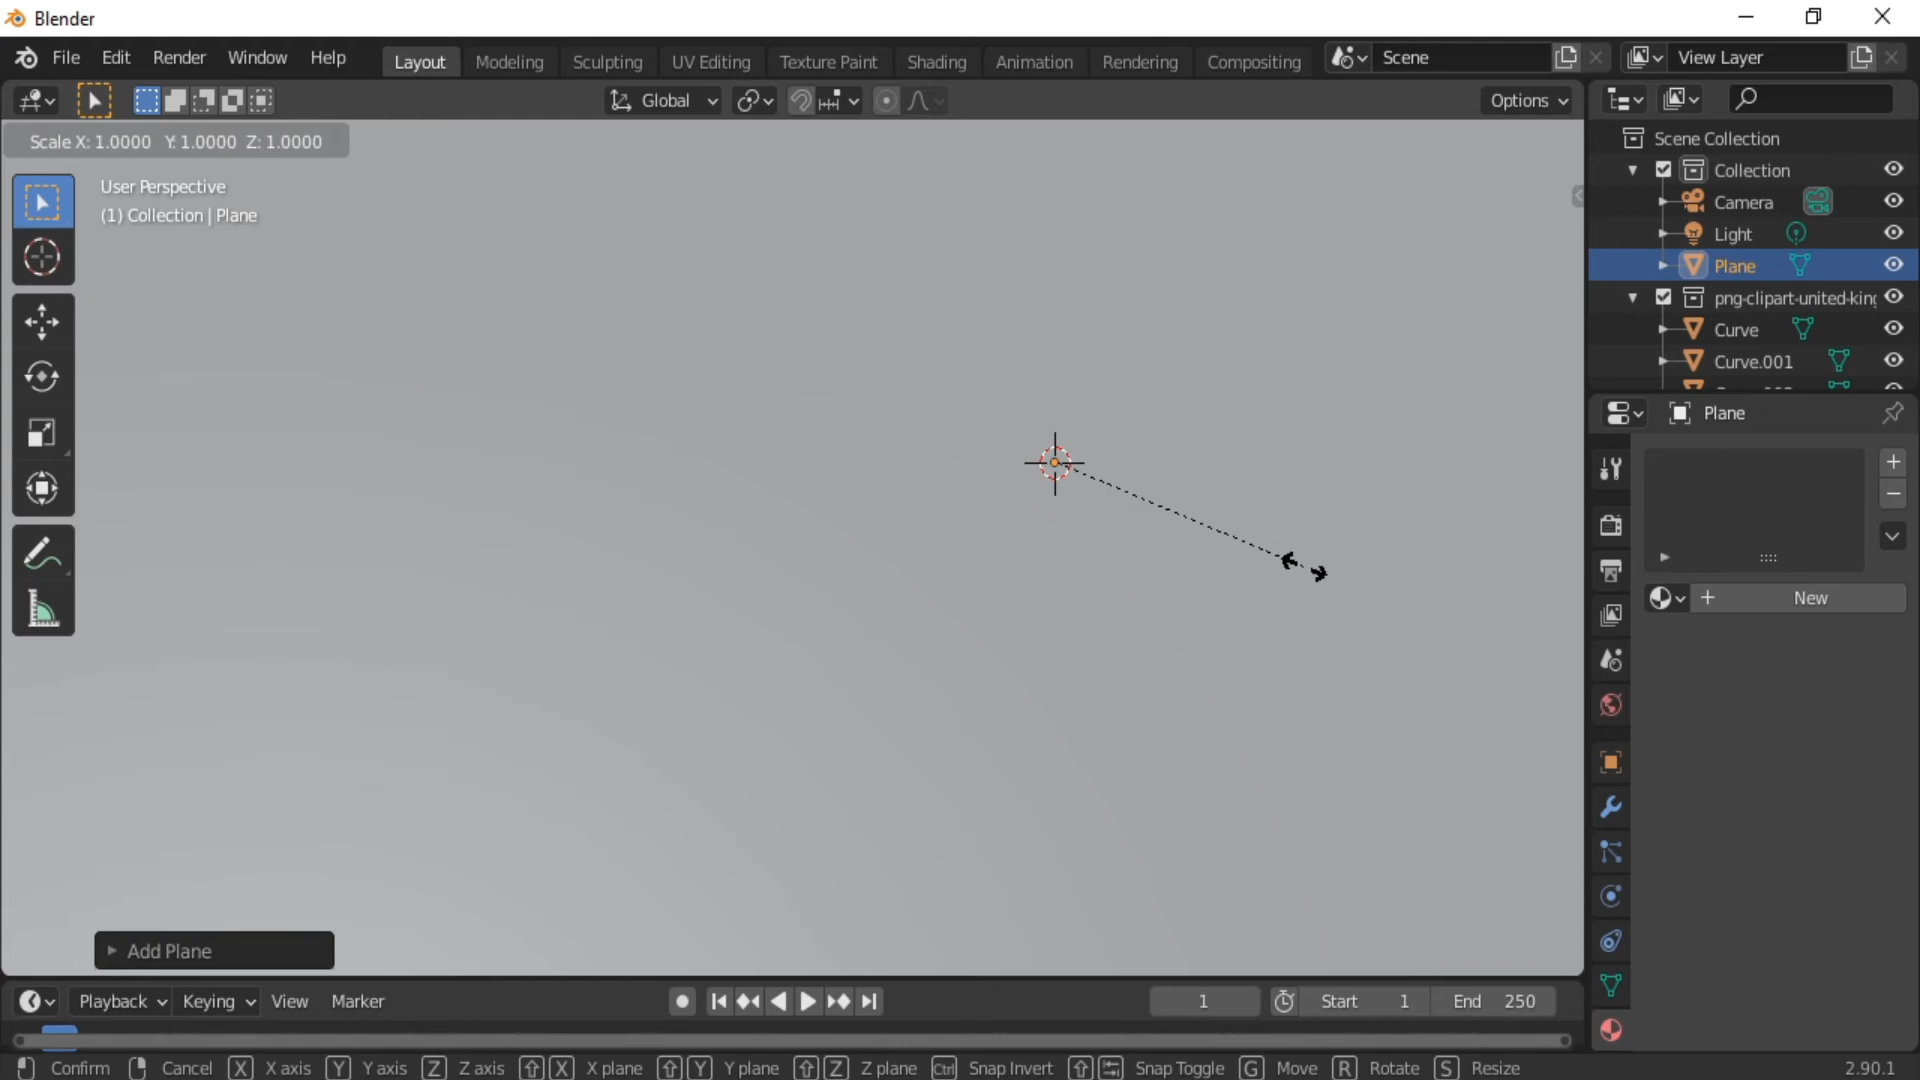 Blender
File Edit Render Window Help Layout Modeling Sculpting UV Editing Texture Paint Shading Animation Rendering Compositing Scene View Layer
Global Options
Scale X: 1.0000 Y: 1.0000 Z: 1.0000
User Perspective
(1) Collection | Plane
Scene Collection
Collection
Camera
Light
Plane
png-clipart-united-king
Curve
Curve.001
Plane
New
Add Plane
Playback Keying View Marker 1 Start 1 End 250
Confirm Cancel X X axis Y Y axis Z Z axis X X plane Y Y plane Z Z plane Ctrl Snap Invert Snap Toggle G Move R Rotate S Resize 2.90.1